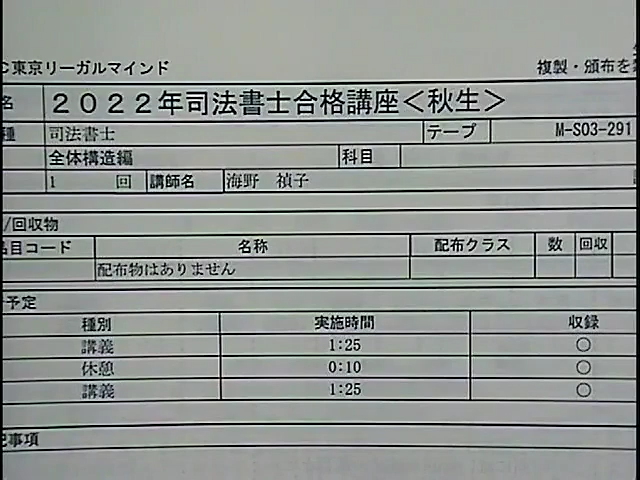 C東京リーガルマインド 複製・頒布を
名 2022年司法書士合格講座<秋生>
種 司法書士 テープ M-S03-291
全体構造編 科目
1 回 講師名 海野 禎子
/回収物
品目コード 名称 配布クラス 数 回収
配布物はありません
予定
種別 実施時間 収録
講義 1:25 ○
休憩 0:10 ○
講義 1:25 ○
記事項